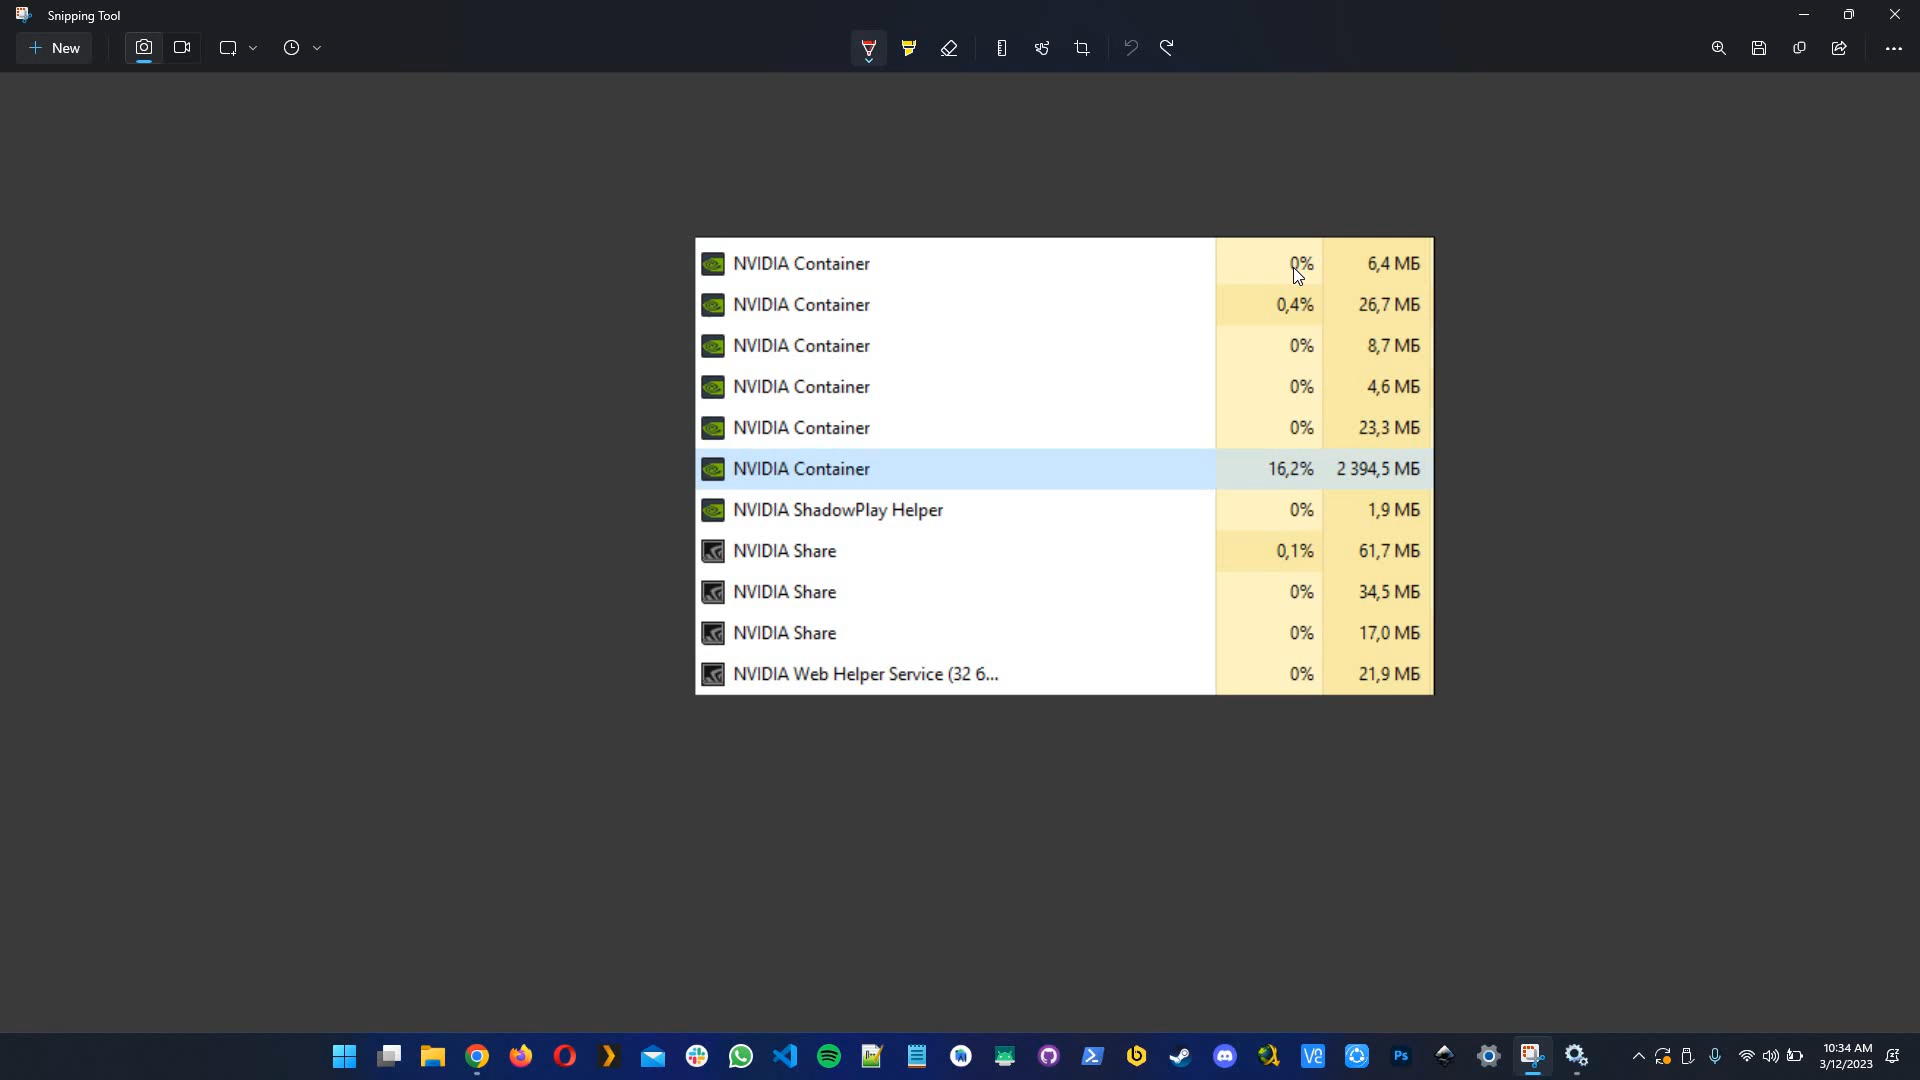 Snipping Tool
New
NVIDIA Container 0% 6,4 МБ
NVIDIA Container 0,4% 26,7 МБ
NVIDIA Container 0% 8,7 МБ
NVIDIA Container 0% 4,6 МБ
NVIDIA Container 0% 23,3 МБ
NVIDIA Container 16,2% 2 394,5 МБ
NVIDIA ShadowPlay Helper 0% 1,9 МБ
NVIDIA Share 0,1% 61,7 МБ
NVIDIA Share 0% 34,5 МБ
NVIDIA Share 0% 17,0 МБ
NVIDIA Web Helper Service (32 б... 0% 21,9 МБ
Ps
10:34 AM
3/12/2023